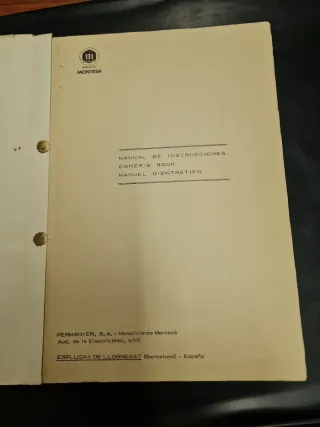 m
MONTESA
MANUAL DE INSTRUCCIONES
OWNER'S BOOK
MANUEL D'ENTRETIEN
PERMANYER, S.A. - Motocicletas Montesa
Avd. de la Electricidad, s/nº
ESPLUGAS DE LLOBREGAT (Barcelona) - España